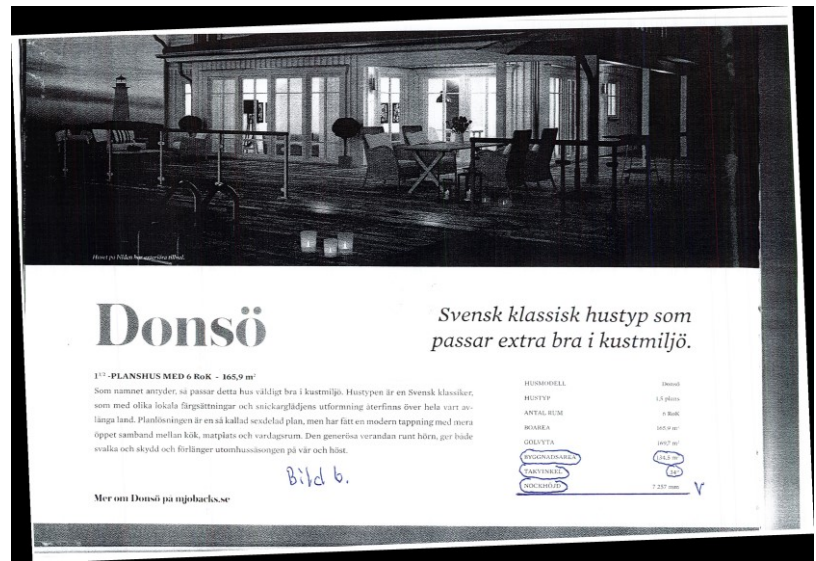 Huset på bilden har exteriöra tillval.
Donsö
Svensk klassisk hustyp som
passar extra bra i kustmiljö.
1½-PLANSHUS MED 6 RoK - 165,9 m²
Som namnet antyder, så passar detta hus väldigt bra i kustmiljö. Hustypen är en Svensk klassiker,
som med olika lokala färgsättningar och snickarglädjens utformning återfinns över hela vårt av-
långa land. Planlösningen är en så kallad sexdelad plan, men har fått en modern tappning med mera
öppet samband mellan kök, matplats och vardagsrum. Den generösa verandan runt hörn, ger både
svalka och skydd och förlänger utomhussäsongen på vår och höst.
Mer om Donsö på mjobacks.se
Bild 6.
HUSMODELL Donsö
HUSTYP 1,5 plans
ANTAL RUM 6 RoK
BOAREA 165,9 m²
GOLVYTA 169,7 m²
BYGGNADSAREA 134,5 m²
TAKVINKEL 34°
NOCKHÖJD 7 257 mm
V